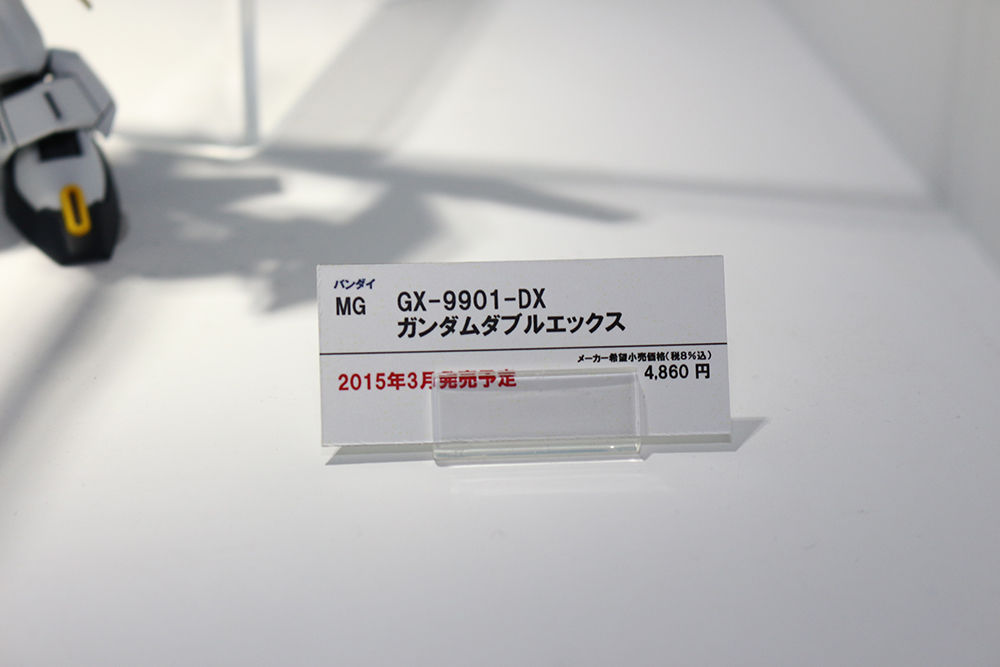 バンダイ
MG GX-9901-DX
ガンダムダブルエックス
メーカー希望小売価格(税8%込)
2015年3月発売予定 4,860 円